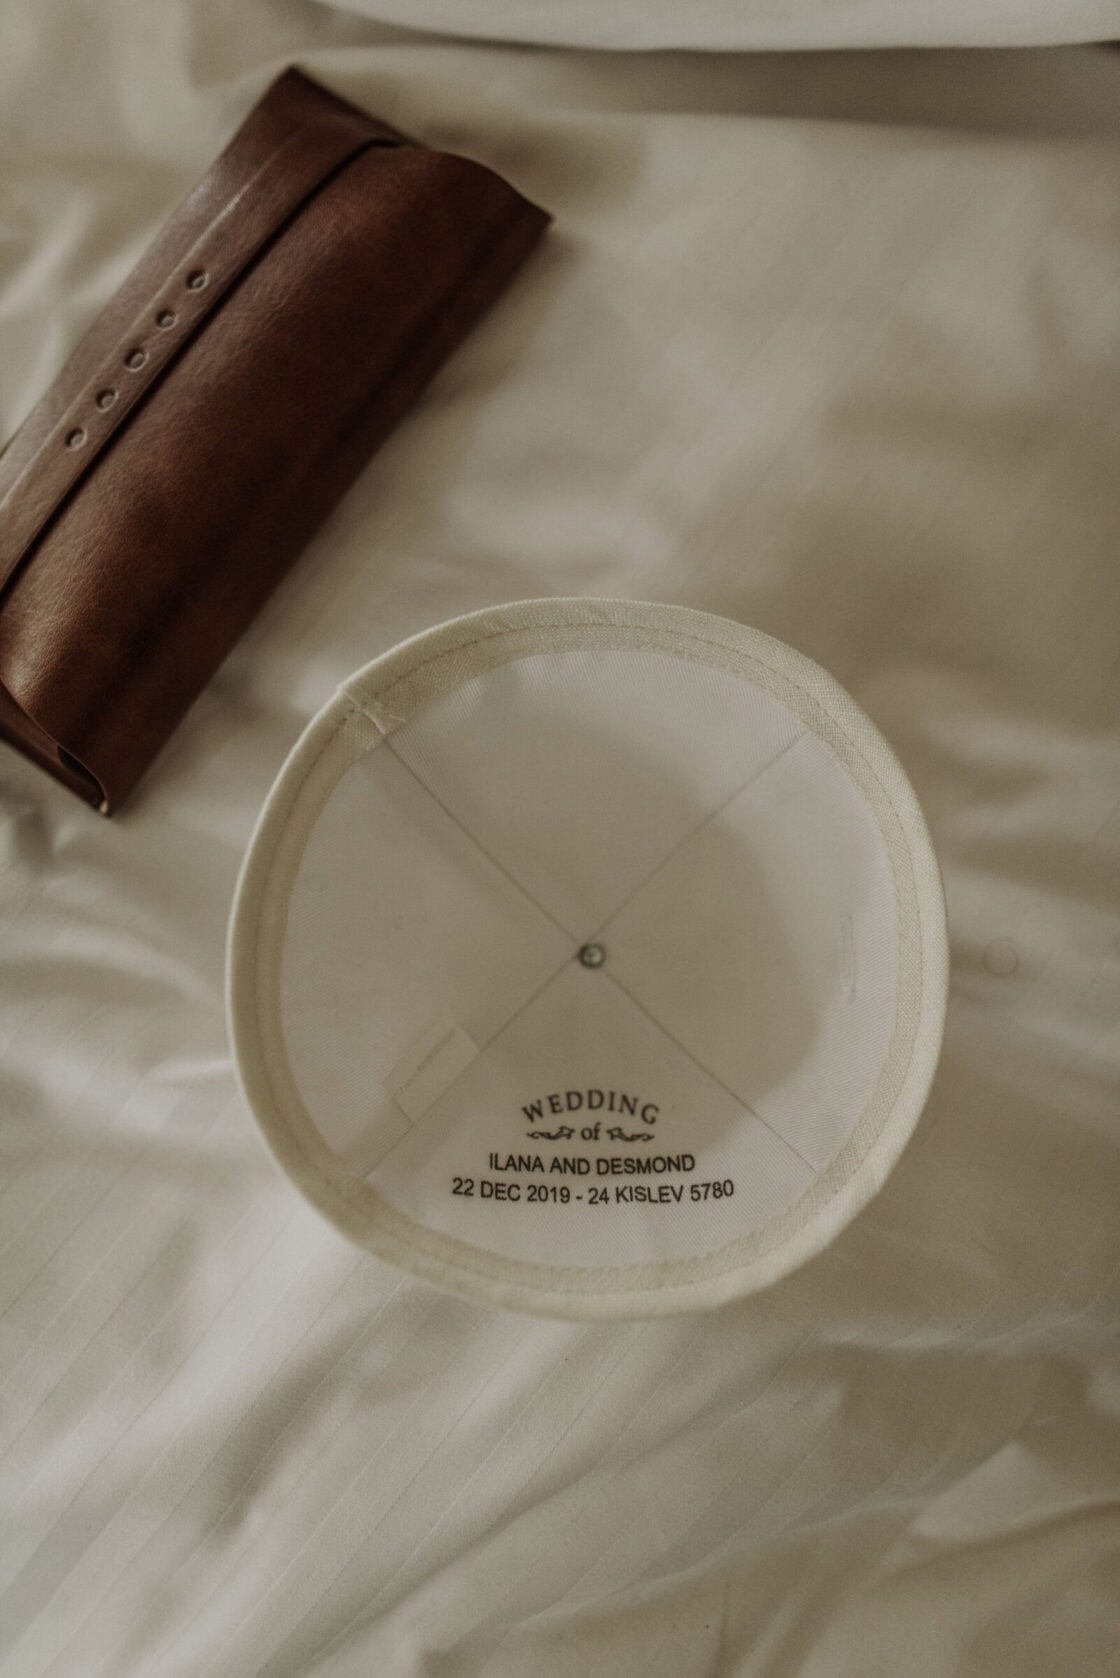 WEDDING
of
ILANA AND DESMOND
22 DEC 2019 - 24 KISLEV 5780